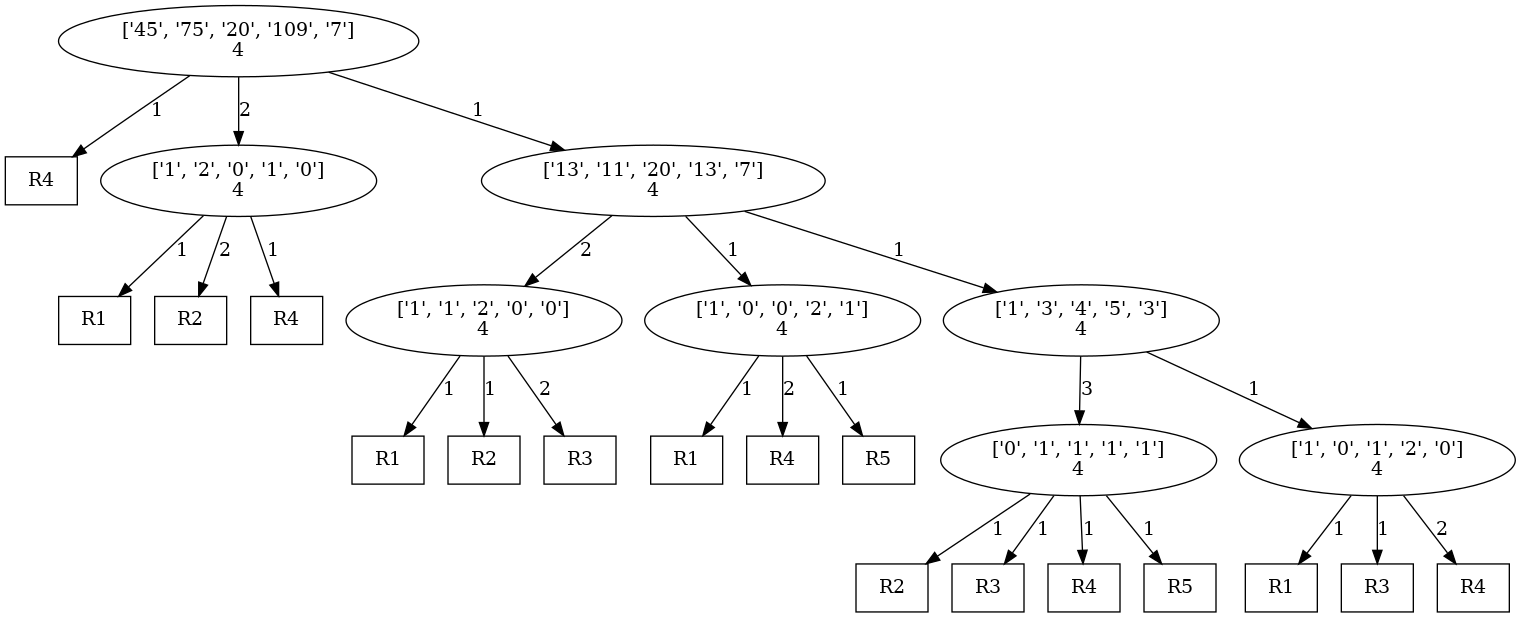 ['45', '75', '20', '109', '7']
4
1
2
1
R4
['1', '2', '0', '1', '0']
4
['13', '11', '20', '13', '7']
4
1
2
1
2
1
1
R1
R2
R4
['1', '1', '2', '0', '0']
4
['1', '0', '0', '2', '1']
4
['1', '3', '4', '5', '3']
4
1
1
2
1
2
1
3
1
R1
R2
R3
R1
R4
R5
['0', '1', '1', '1', '1']
4
['1', '0', '1', '2', '0']
4
1
1
1
1
1
1
2
R2
R3
R4
R5
R1
R3
R4